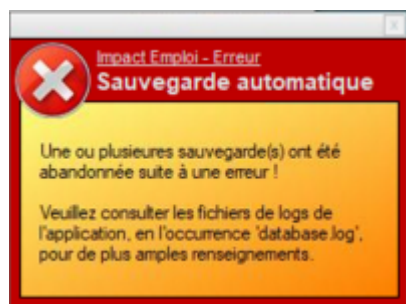 Impact Emploi - Erreur
Sauvegarde automatique
Une ou plusieures sauvegarde(s) ont été
abandonnée suite à une erreur !
Veuillez consulter les fichiers de logs de
l'application, en l'occurrence 'database.log',
pour de plus amples renseignements.